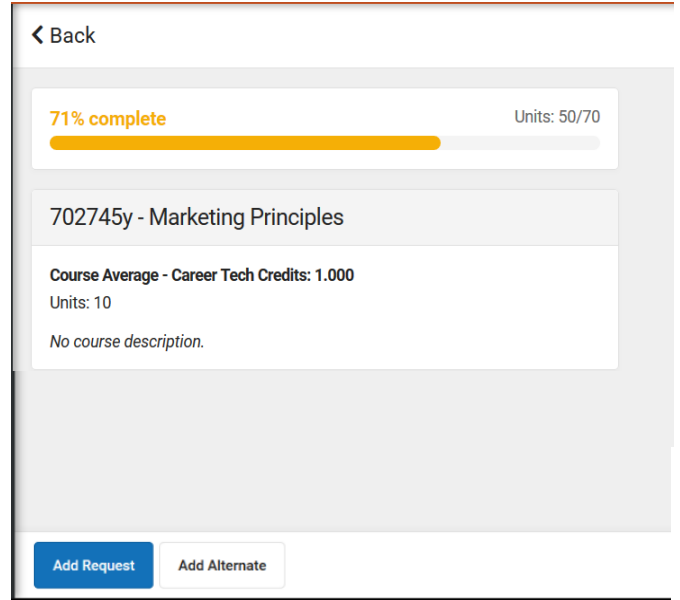 Back
71% complete
Units: 50/70
702745y - Marketing Principles
Course Average - Career Tech Credits: 1.000
Units: 10
No course description.
Add Request
Add Alternate